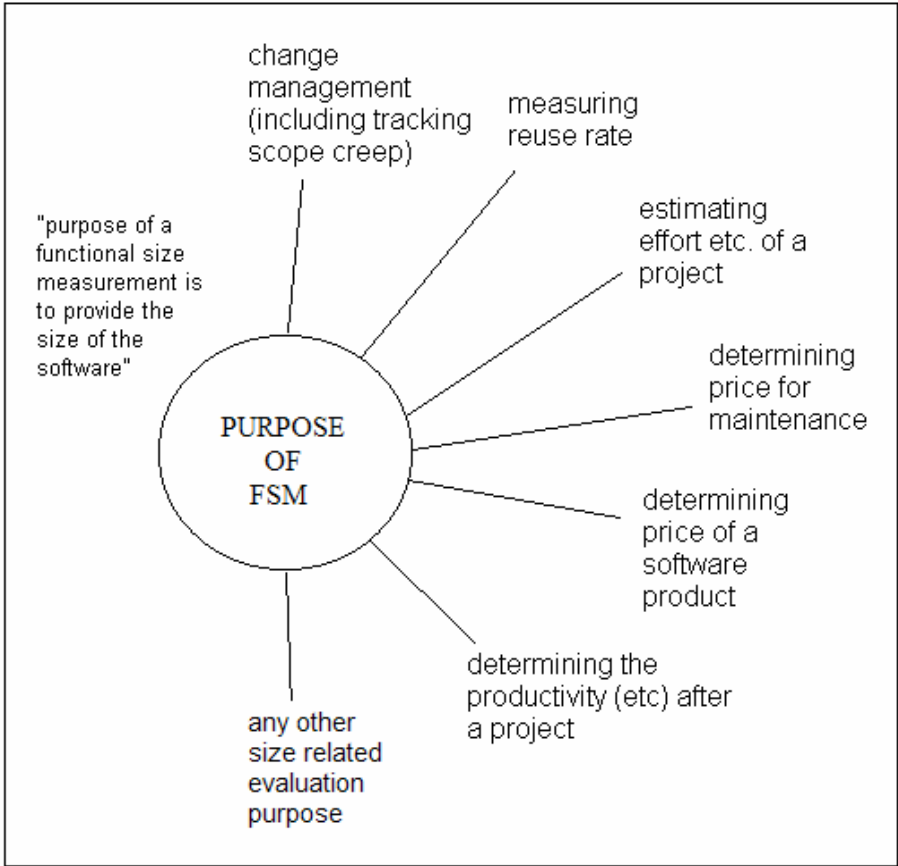 change
management
(including tracking
scope creep)
measuring
reuse rate
estimating
effort etc. of a
project
"purpose of a
functional size
measurement is
to provide the
size of the
software"
determining
price for
maintenance
PURPOSE
OF
FSM
determining
price of a
software
product
determining the
productivity (etc) after
a project
any other
size related
evaluation
purpose